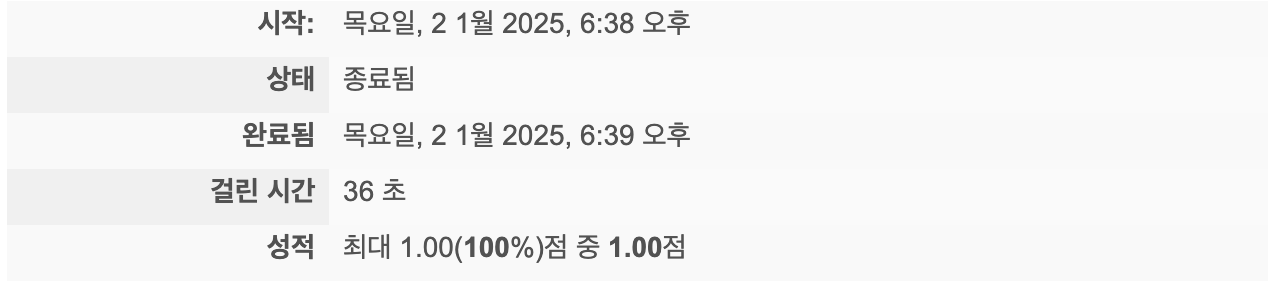 시작: 목요일, 2 1월 2025, 6:38 오후
상태 종료됨
완료됨 목요일, 2 1월 2025, 6:39 오후
걸린 시간 36 초
성적 최대 1.00(100%)점 중 1.00점